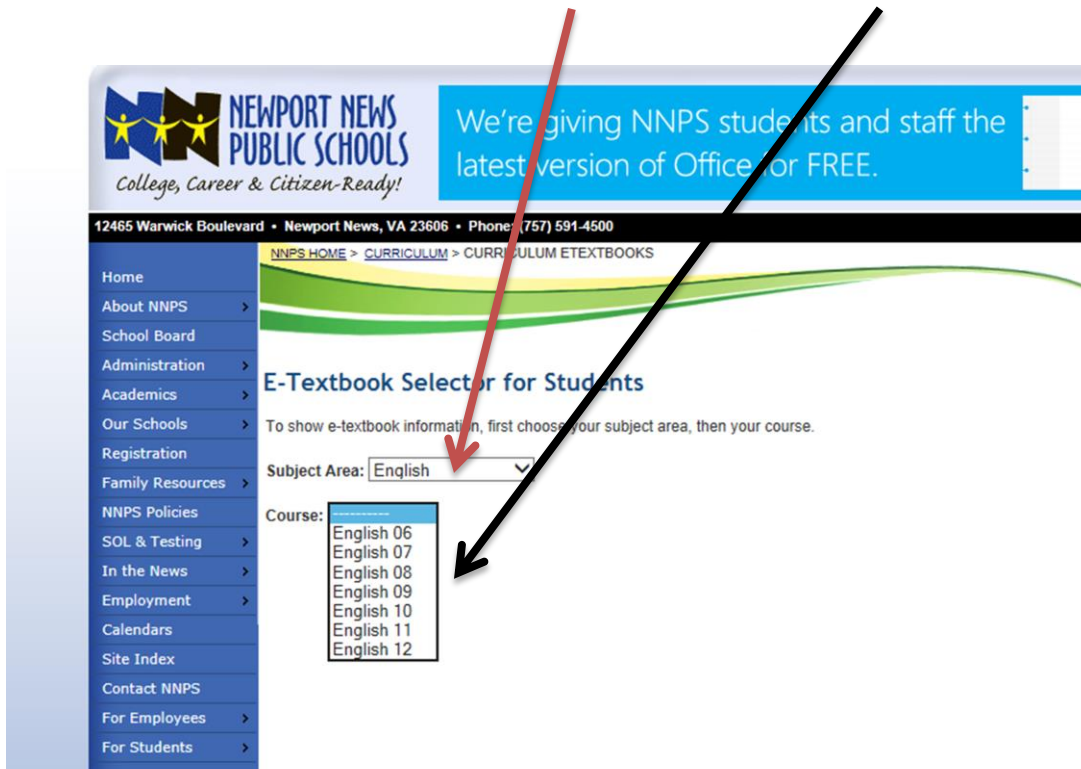 NEWPORT NEWS
PUBLIC SCHOOLS
College, Career & Citizen-Ready!
We're giving NNPS students and staff the
latest version of Office for FREE.
12465 Warwick Boulevard • Newport News, VA 23606 • Phone: (757) 591-4500
NNPS HOME > CURRICULUM > CURRICULUM ETEXTBOOKS
Home
About NNPS
School Board
Administration
Academics
Our Schools
Registration
Family Resources
NNPS Policies
SOL & Testing
In the News
Employment
Calendars
Site Index
Contact NNPS
For Employees
For Students
E-Textbook Selector for Students
To show e-textbook information, first choose your subject area, then your course.
Subject Area: English
Course: ----------
English 06
English 07
English 08
English 09
English 10
English 11
English 12